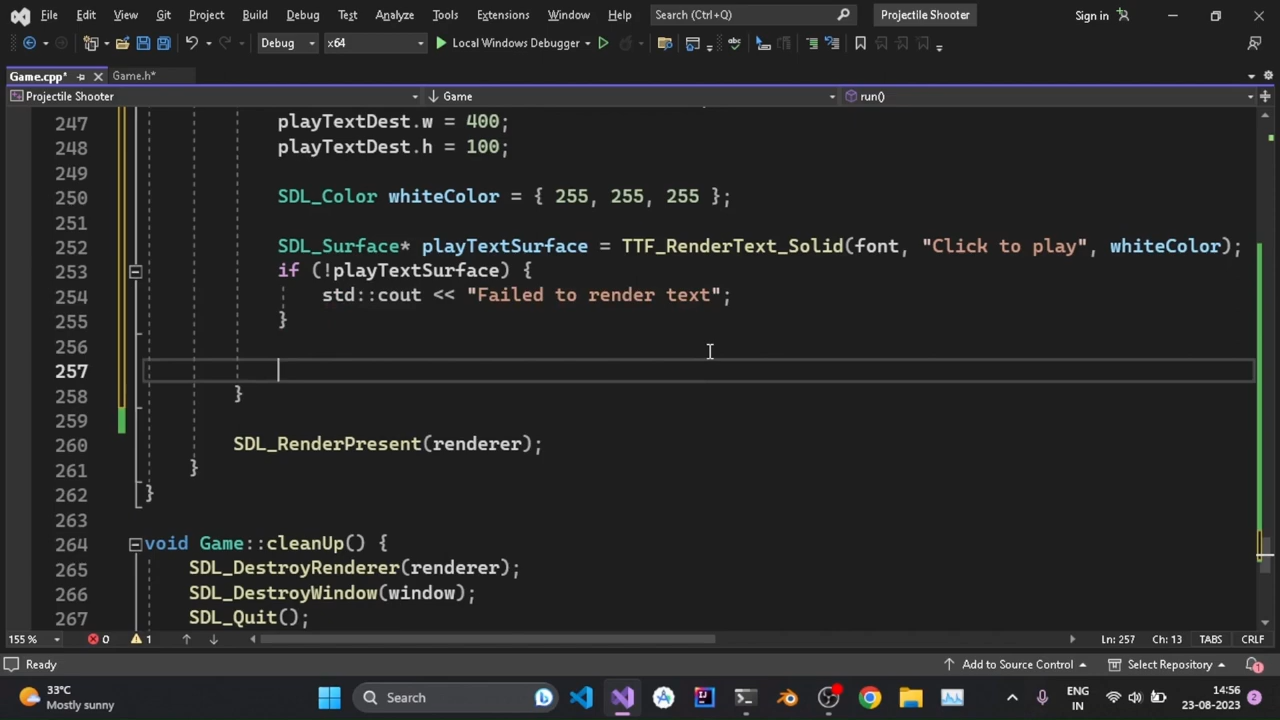 File Edit View Git Project Build Debug Test Analyze Tools Extensions Window Help Search (Ctrl+Q) Projectile Shooter Sign in
Debug x64 Local Windows Debugger
Game.cpp* Game.h*
Projectile Shooter Game run()
247 playTextDest.w = 400;
248 playTextDest.h = 100;
249
250 SDL_Color whiteColor = { 255, 255, 255 };
251
252 SDL_Surface* playTextSurface = TTF_RenderText_Solid(font, "Click to play", whiteColor);
253 if (!playTextSurface) {
254 std::cout << "Failed to render text";
255 }
256
257
258 }
259
260 SDL_RenderPresent(renderer);
261 }
262 }
263
264 void Game::cleanUp() {
265 SDL_DestroyRenderer(renderer);
266 SDL_DestroyWindow(window);
267 SDL_Quit();
155 % 0 1 Ln: 257 Ch: 13 TABS CRLF
Ready Add to Source Control Select Repository 1
33°C
Mostly sunny
Search
ENG
IN
14:56
23-08-2023
2